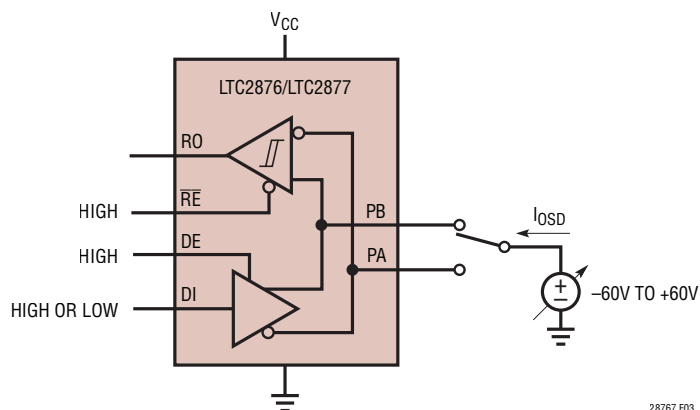 VCC
LTC2876/LTC2877
RO
RE
HIGH
DE
HIGH
DI
HIGH OR LOW
PB
PA
IOSD
+
–
–60V TO +60V
28767 F03